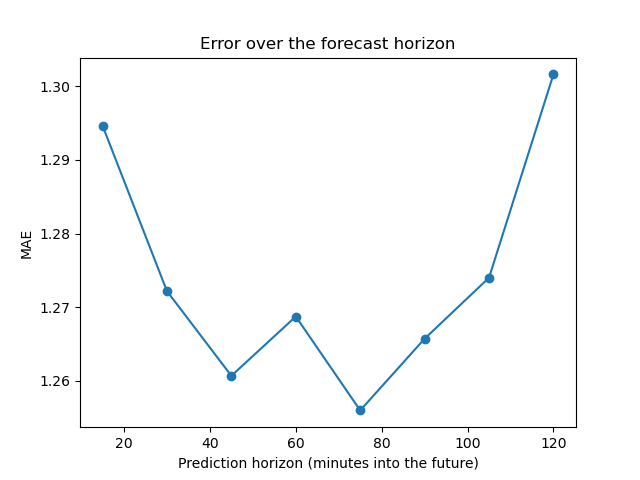 Error over the forecast horizon
1.30
1.29
1.28
1.27
1.26
MAE
20 40 60 80 100 120
Prediction horizon (minutes into the future)